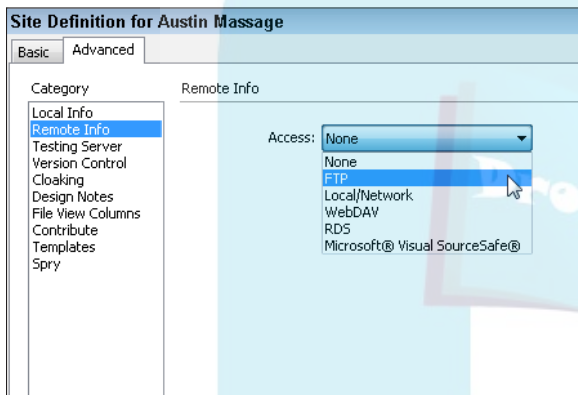 Site Definition for Austin Massage
Basic
Advanced
Category
Local Info
Remote Info
Testing Server
Version Control
Cloaking
Design Notes
File View Columns
Contribute
Templates
Spry
Remote Info
Access: None
None
FTP
Local/Network
WebDAV
RDS
Microsoft® Visual SourceSafe®